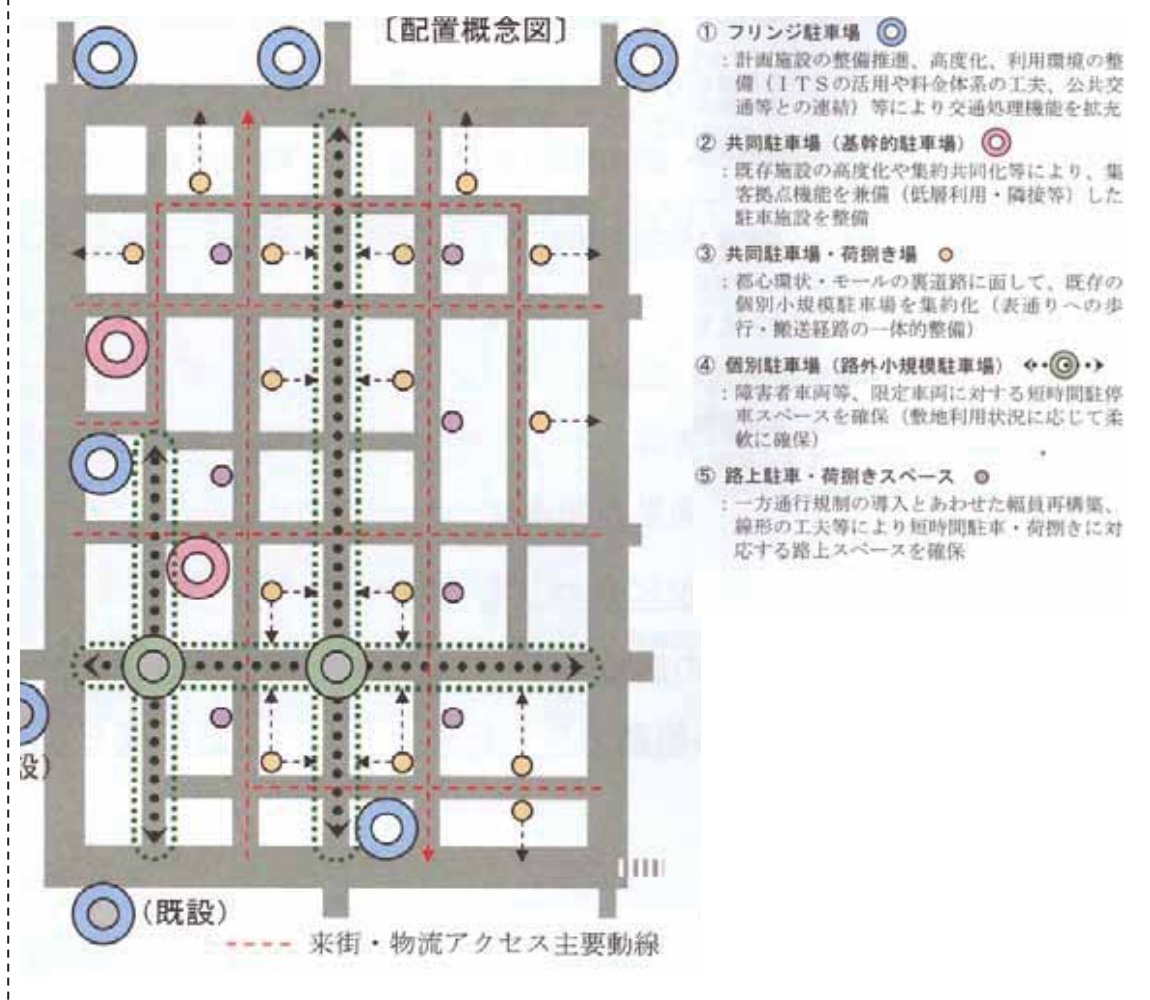 〔配置概念図〕
① フリンジ駐車場
：計画施設の整備推進、高度化、利用環境の整
備（ITSの活用や料金体系の工夫、公共交
通等との連結）等により交通処理機能を拡充
② 共同駐車場（基幹的駐車場）
：既存施設の高度化や集約共同化等により、集
客拠点機能を兼備（低層利用・隣接等）した
駐車施設を整備
③ 共同駐車場・荷捌き場
：都心環状・モールの裏道路に面して、既存の
個別小規模駐車場を集約化（表通りへの歩
行・搬送経路の一体的整備）
④ 個別駐車場（路外小規模駐車場）
：障害者車両等、限定車両に対する短時間駐停
車スペースを確保（敷地利用状況に応じて柔
軟に確保）
⑤ 路上駐車・荷捌きスペース
：一方通行規制の導入とあわせた幅員再構築、
線形の工夫等により短時間駐車・荷捌きに対
応する路上スペースを確保
設）
（既設）
来街・物流アクセス主要動線